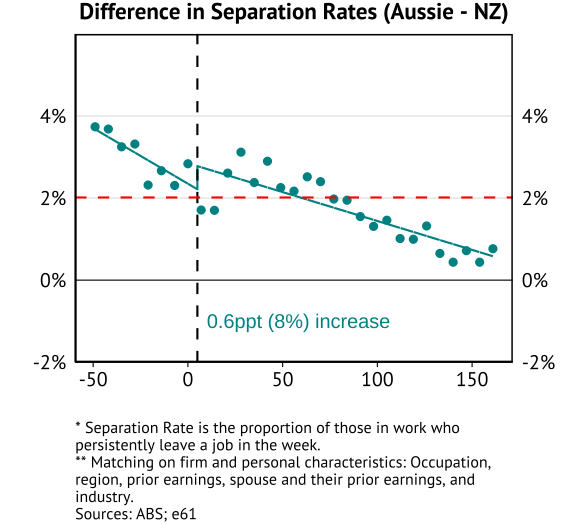 Difference in Separation Rates (Aussie - NZ)
4% 4%
2% 2%
0% 0%
0.6ppt (8%) increase
-2% -2%
-50 0 50 100 150
* Separation Rate is the proportion of those in work who
persistently leave a job in the week.
** Matching on firm and personal characteristics: Occupation,
region, prior earnings, spouse and their prior earnings, and
industry.
Sources: ABS; e61